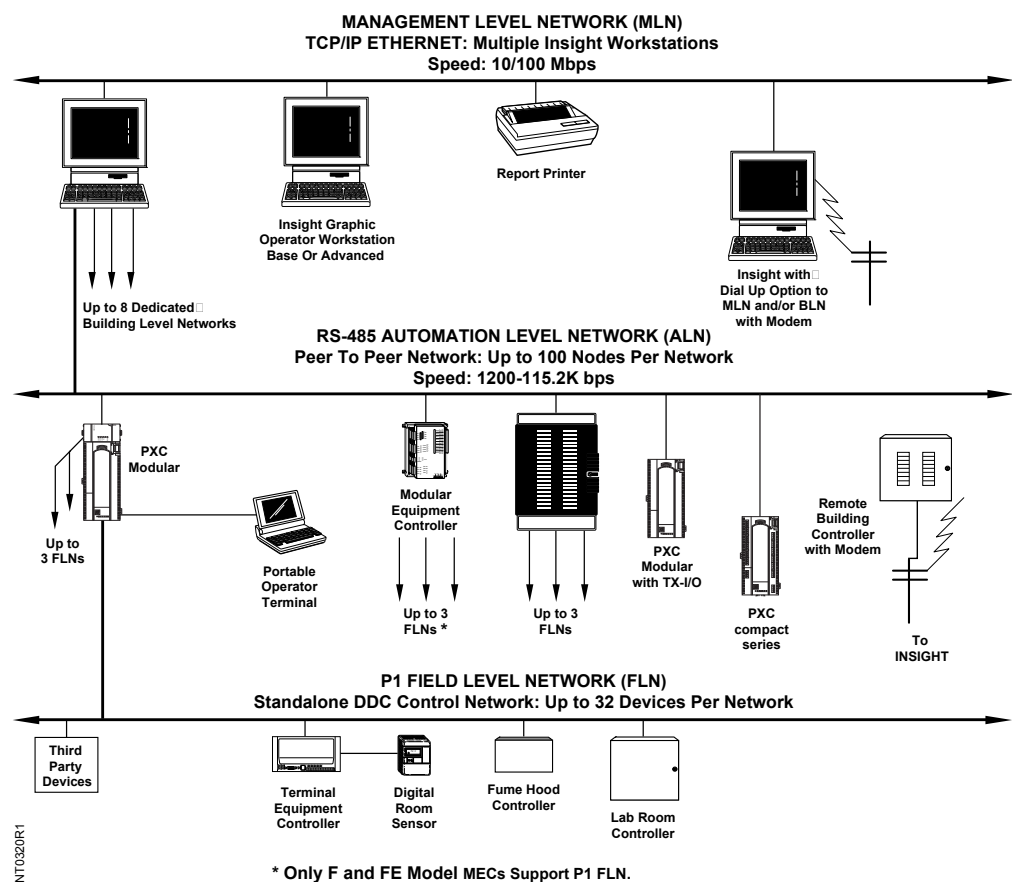 MANAGEMENT LEVEL NETWORK (MLN)
TCP/IP ETHERNET: Multiple Insight Workstations
Speed: 10/100 Mbps
Report Printer
Insight Graphic
Operator Workstation
Base Or Advanced
Insight with
Dial Up Option to
MLN and/or BLN
with Modem
Up to 8 Dedicated
Building Level Networks
RS-485 AUTOMATION LEVEL NETWORK (ALN)
Peer To Peer Network: Up to 100 Nodes Per Network
Speed: 1200-115.2K bps
PXC
Modular
Up to
3 FLNs
Portable
Operator
Terminal
Modular
Equipment
Controller
Up to 3
FLNs *
Up to 3
FLNs
PXC
Modular
with TX-I/O
PXC
compact
series
Remote
Building
Controller
with Modem
To
INSIGHT
P1 FIELD LEVEL NETWORK (FLN)
Standalone DDC Control Network: Up to 32 Devices Per Network
Third
Party
Devices
Terminal
Equipment
Controller
Digital
Room
Sensor
Fume Hood
Controller
Lab Room
Controller
NT0320R1
* Only F and FE Model MECs Support P1 FLN.